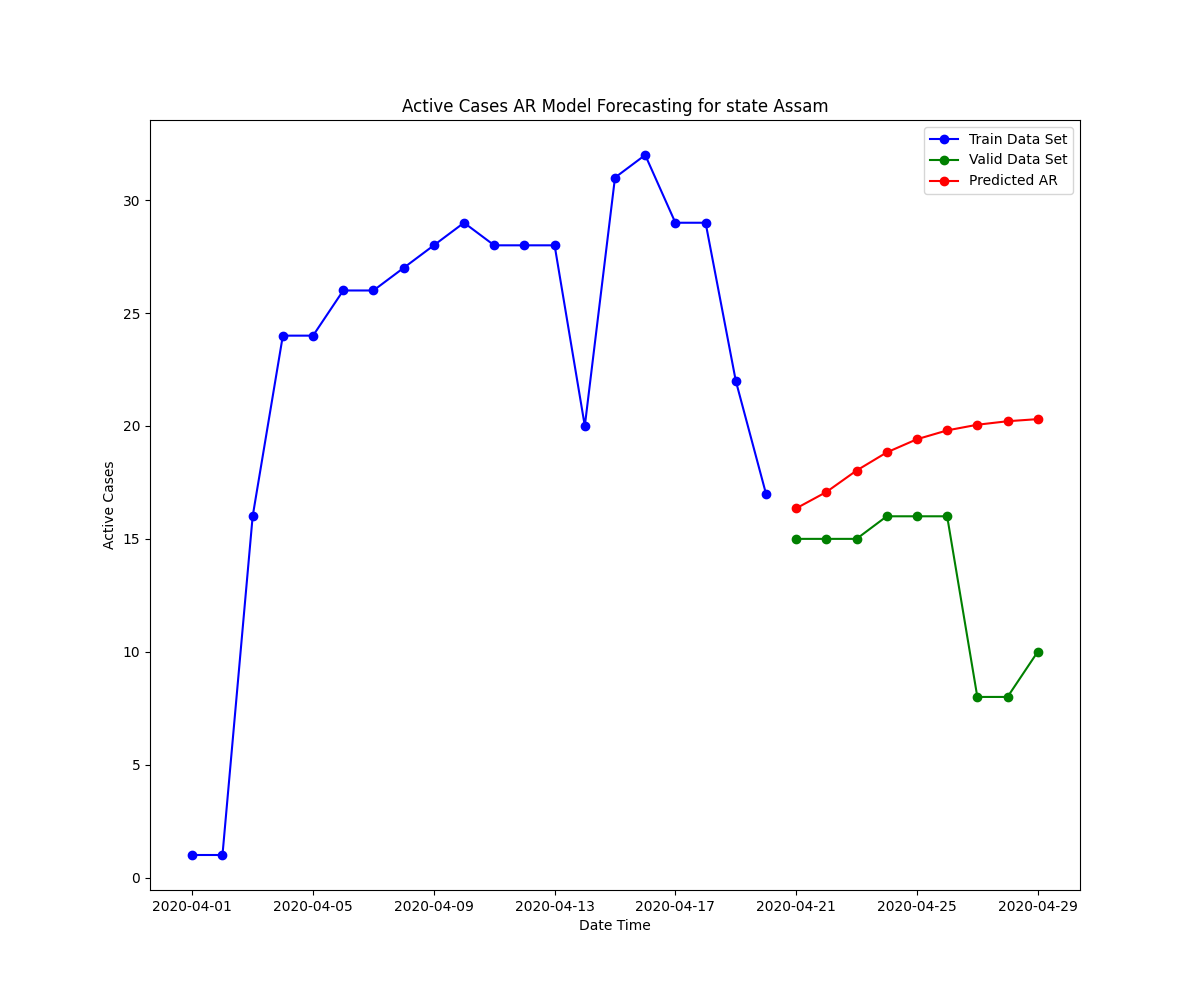 Active Cases AR Model Forecasting for state Assam
Train Data Set
Valid Data Set
Predicted AR
30
25
20
15
10
5
0
Active Cases
2020-04-01 2020-04-05 2020-04-09 2020-04-13 2020-04-17 2020-04-21 2020-04-25 2020-04-29
Date Time